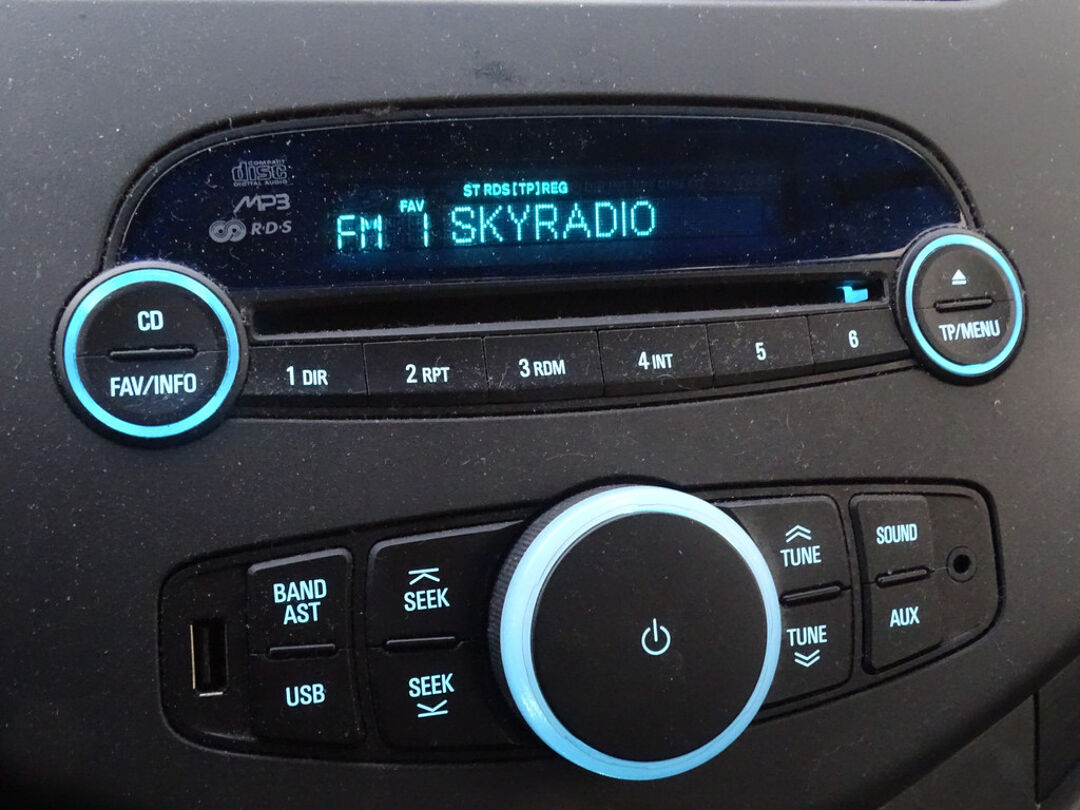 COMPACT
disc
DIGITAL AUDIO
MP3
R·D·S
ST RDS[TP]REG
FM FAV 1 SKYRADIO
CD
FAV/INFO
1 DIR
2 RPT
3 RDM
4 INT
5
6
TP/MENU
BAND
AST
USB
SEEK
SEEK
TUNE
TUNE
SOUND
AUX